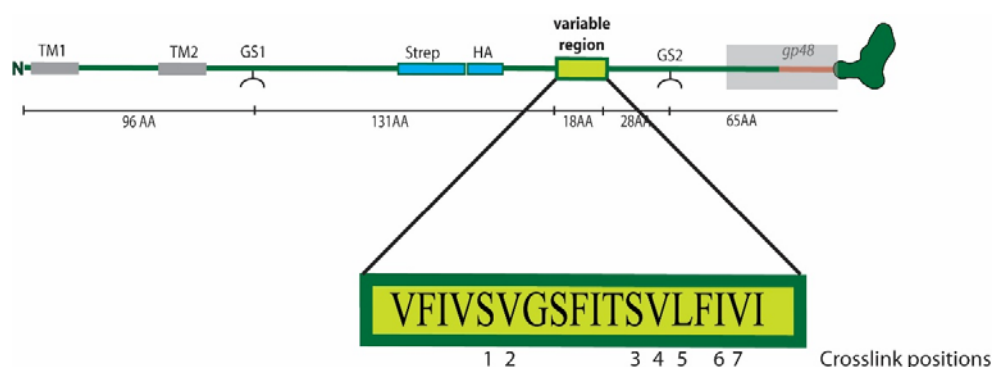 variable
region
TM1 TM2 GS1 Strep HA GS2 gp48
N
96 AA 131AA 18AA 28AA 65AA
VFIVSVGSFITSVLFIVI
1 2 3 4 5 6 7 Crosslink positions